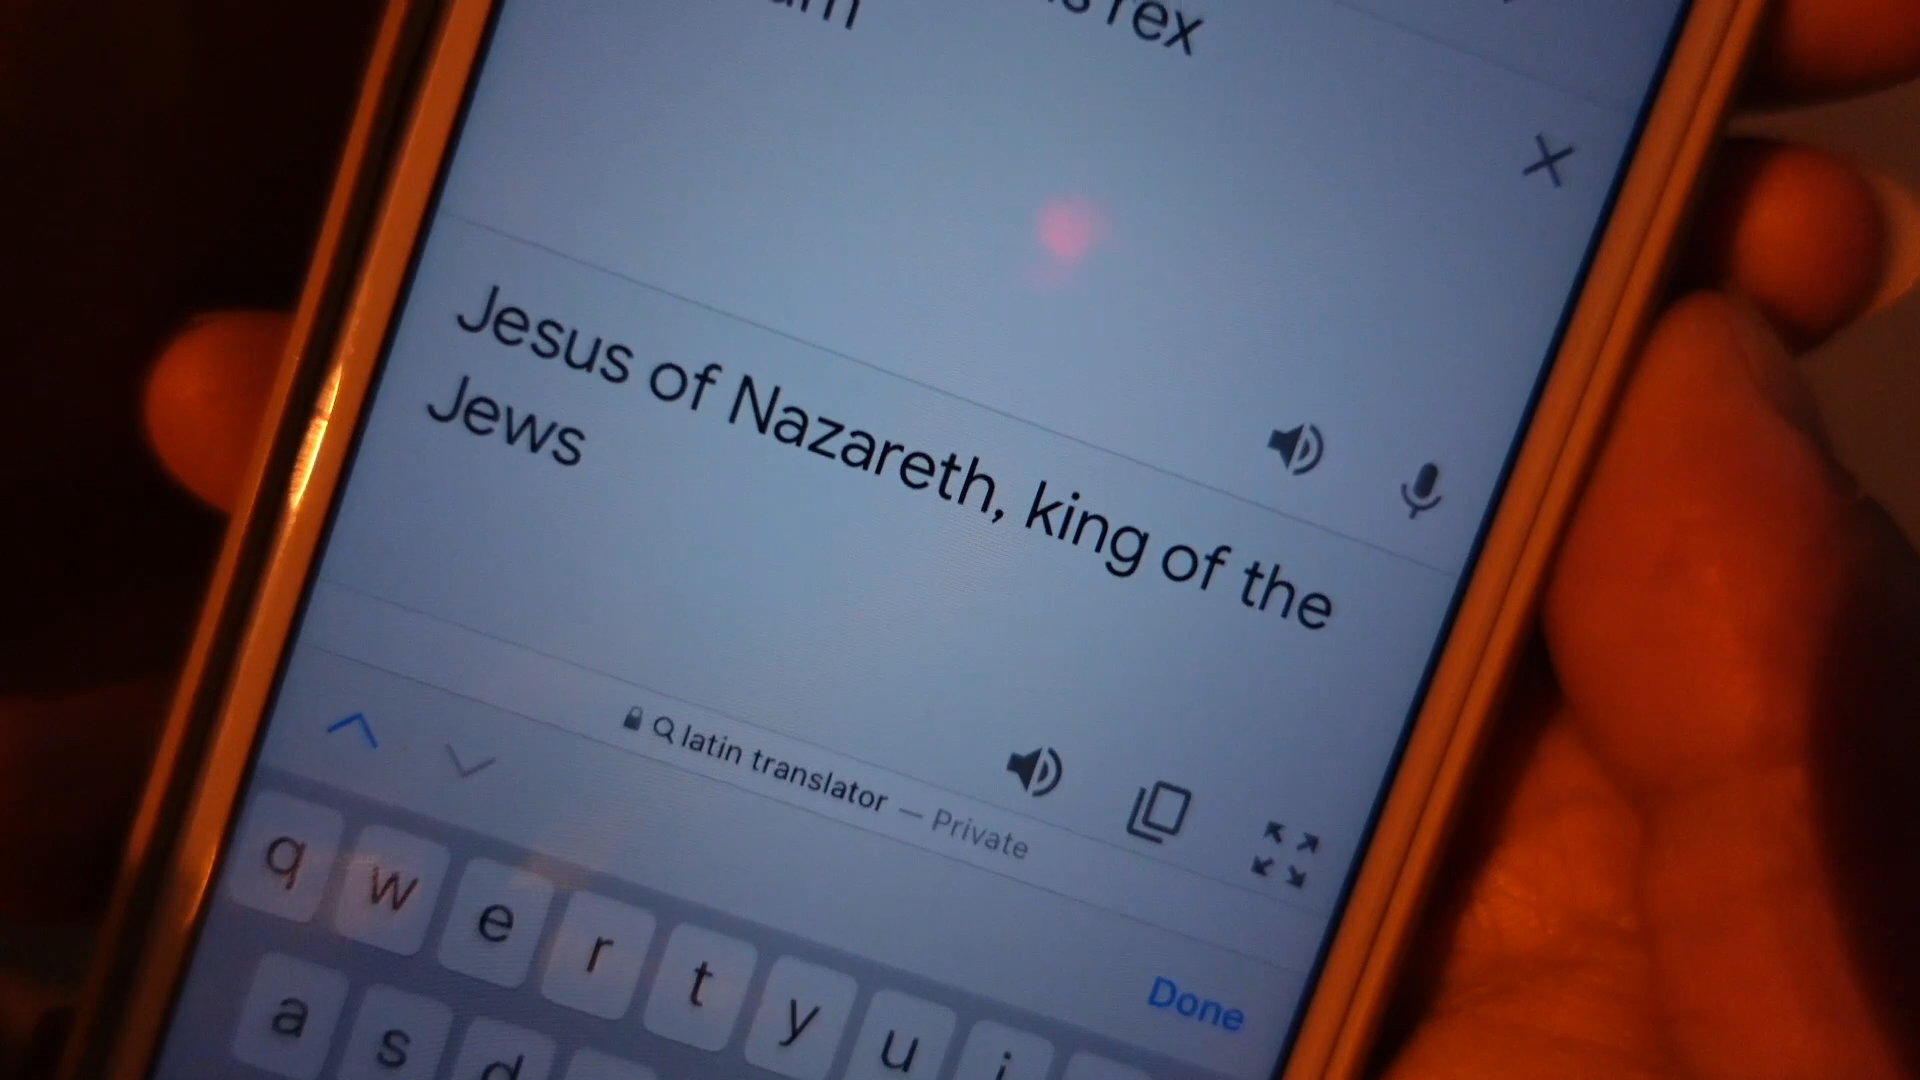 rex
Jesus of Nazareth, king of the
Jews
latin translator — Private
Done
q w e r t y u i
a s d